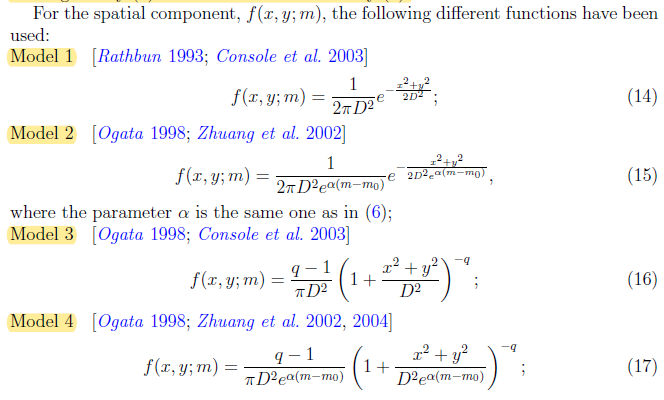 For the spatial component, f(x, y; m), the following different functions have been
used:
Model 1 [Rathbun 1993; Console et al. 2003]
f(x, y; m) = \frac{1}{2\pi D^2} e^{-\frac{x^2+y^2}{2D^2}}; (14)
Model 2 [Ogata 1998; Zhuang et al. 2002]
f(x, y; m) = \frac{1}{2\pi D^2 e^{\alpha(m-m_0)}} e^{-\frac{x^2+y^2}{2D^2 e^{\alpha(m-m_0)}}}, (15)
where the parameter α is the same one as in (6);
Model 3 [Ogata 1998; Console et al. 2003]
f(x, y; m) = \frac{q-1}{\pi D^2} \left(1 + \frac{x^2+y^2}{D^2}\right)^{-q}; (16)
Model 4 [Ogata 1998; Zhuang et al. 2002, 2004]
f(x, y; m) = \frac{q-1}{\pi D^2 e^{\alpha(m-m_0)}} \left(1 + \frac{x^2+y^2}{D^2 e^{\alpha(m-m_0)}}\right)^{-q}; (17)